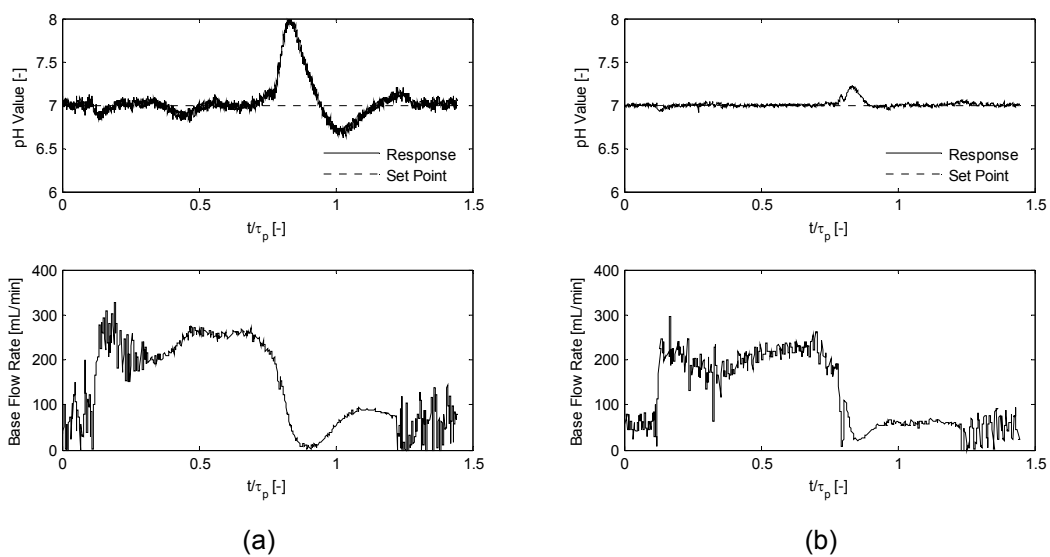 8
7.5
7
6.5
6
pH Value [-]
Response
Set Point
0 0.5 1 1.5
t/τp [-]
400
300
200
100
0
Base Flow Rate [mL/min]
0 0.5 1 1.5
t/τp [-]
(a)
8
7.5
7
6.5
6
pH Value [-]
Response
Set Point
0 0.5 1 1.5
t/τp [-]
400
300
200
100
0
Base Flow Rate [mL/min]
0 0.5 1 1.5
t/τp [-]
(b)